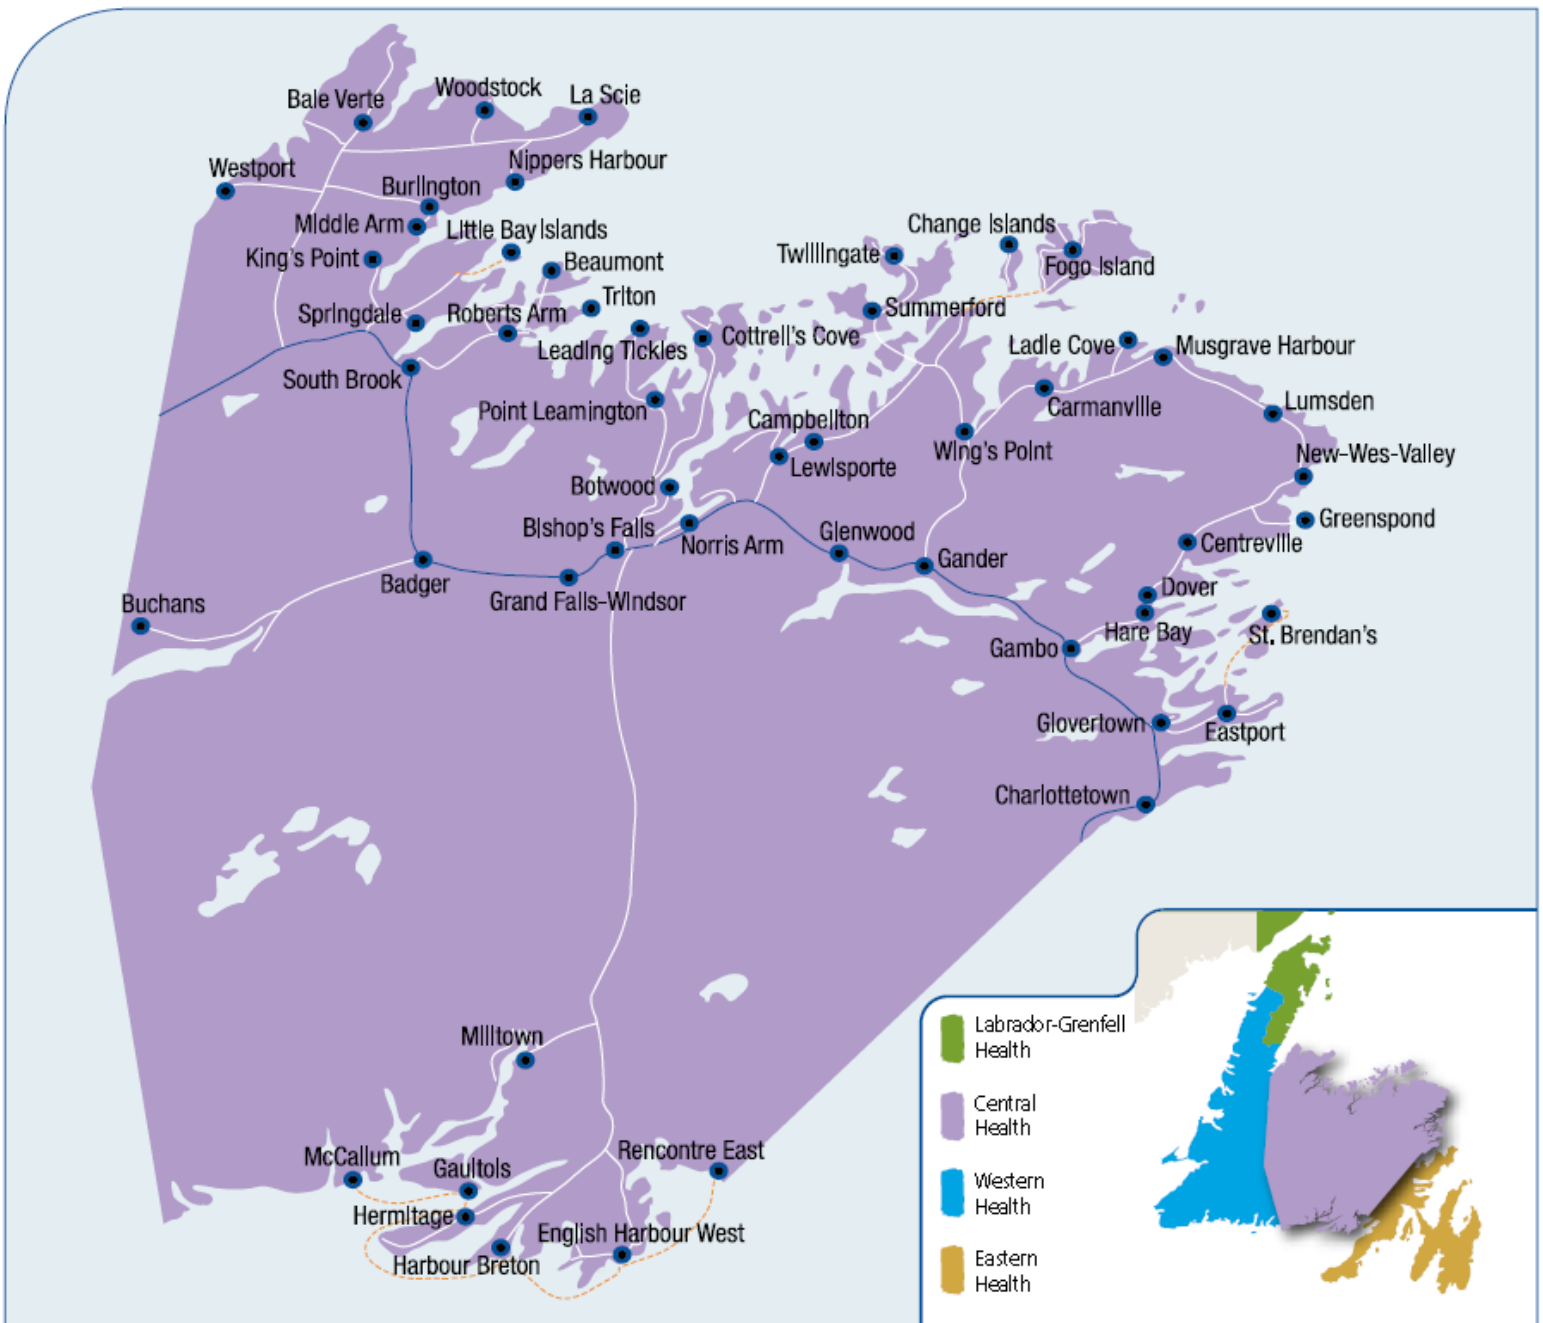 Baie Verte
Woodstock
La Scie
Westport
Nippers Harbour
Burlington
Middle Arm
Little Bay Islands
King's Point
Beaumont
Triton
Springdale
Roberts Arm
Leading Tickles
Cottrell's Cove
South Brook
Point Leamington
Twillingate
Change Islands
Fogo Island
Summerford
Ladle Cove
Musgrave Harbour
Carmanville
Lumsden
Campbellton
Wing's Point
Lewisporte
New-Wes-Valley
Botwood
Bishop's Falls
Norris Arm
Glenwood
Gander
Greenspond
Centreville
Badger
Grand Falls-Windsor
Buchans
Dover
Hare Bay
St. Brendan's
Gambo
Glovertown
Eastport
Charlottetown
Milltown
McCallum
Gaultois
Rencontre East
Hermitage
English Harbour West
Harbour Breton
Labrador-Grenfell
Health
Central
Health
Western
Health
Eastern
Health